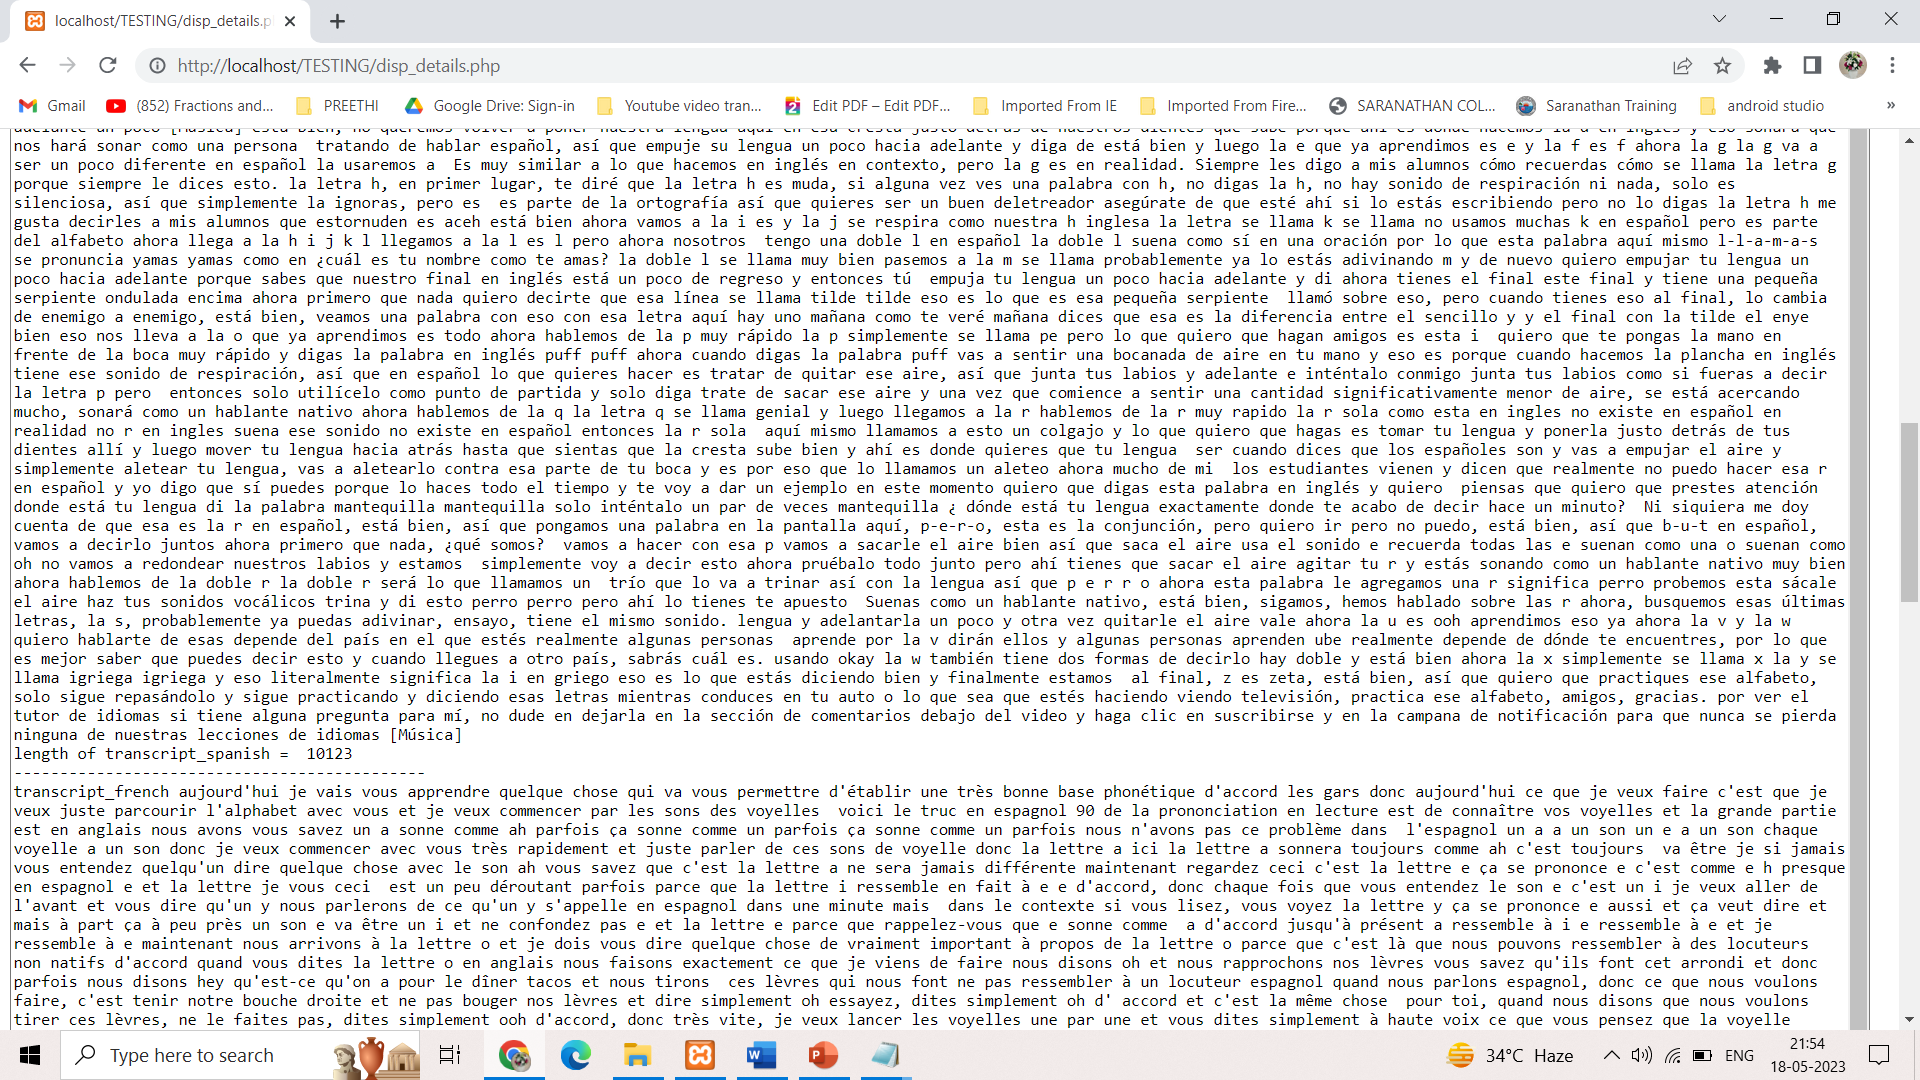 localhost/TESTING/disp_details.p
http://localhost/TESTING/disp_details.php
Gmail
(852) Fractions and...
PREETHI
Google Drive: Sign-in
Youtube video tran...
Edit PDF – Edit PDF...
Imported From IE
Imported From Fire...
SARANATHAN COL...
Saranathan Training
android studio
»
adelante un poco [Música] está bien, no queremos volver a poner nuestra lengua aquí en esa cresta justo detrás de nuestros dientes que sabe porque ahí es donde hacemos la d en inglés y eso sonará que
nos hará sonar como una persona  tratando de hablar español, así que empuje su lengua un poco hacia adelante y diga de está bien y luego la e que ya aprendimos es e y la f es f ahora la g la g va a
ser un poco diferente en español la usaremos a  Es muy similar a lo que hacemos en inglés en contexto, pero la g es en realidad. Siempre les digo a mis alumnos cómo recuerdas cómo se llama la letra g
porque siempre le dices esto. la letra h, en primer lugar, te diré que la letra h es muda, si alguna vez ves una palabra con h, no digas la h, no hay sonido de respiración ni nada, solo es
silenciosa, así que simplemente la ignoras, pero es  es parte de la ortografía así que quieres ser un buen deletreador asegúrate de que esté ahí si lo estás escribiendo pero no lo digas la letra h me
gusta decirles a mis alumnos que estornuden es aceh está bien ahora vamos a la i es y la j se respira como nuestra h inglesa la letra se llama k se llama no usamos muchas k en español pero es parte
del alfabeto ahora llega a la h i j k l llegamos a la l es l pero ahora nosotros  tengo una doble l en español la doble l suena como sí en una oración por lo que esta palabra aquí mismo l-l-a-m-a-s
se pronuncia yamas yamas como en ¿cuál es tu nombre como te amas? la doble l se llama muy bien pasemos a la m se llama probablemente ya lo estás adivinando m y de nuevo quiero empujar tu lengua un
poco hacia adelante porque sabes que nuestro final en inglés está un poco de regreso y entonces tú  empuja tu lengua un poco hacia adelante y di ahora tienes el final este final y tiene una pequeña
serpiente ondulada encima ahora primero que nada quiero decirte que esa línea se llama tilde tilde eso es lo que es esa pequeña serpiente  llamó sobre eso, pero cuando tienes eso al final, lo cambia
de enemigo a enemigo, está bien, veamos una palabra con eso con esa letra aquí hay uno mañana como te veré mañana dices que esa es la diferencia entre el sencillo y y el final con la tilde el enye
bien eso nos lleva a la o que ya aprendimos es todo ahora hablemos de la p muy rápido la p simplemente se llama pe pero lo que quiero que hagan amigos es esta i  quiero que te pongas la mano en
frente de la boca muy rápido y digas la palabra en inglés puff puff ahora cuando digas la palabra puff vas a sentir una bocanada de aire en tu mano y eso es porque cuando hacemos la plancha en inglés
tiene ese sonido de respiración, así que en español lo que quieres hacer es tratar de quitar ese aire, así que junta tus labios y adelante e inténtalo conmigo junta tus labios como si fueras a decir
la letra p pero  entonces solo utilícelo como punto de partida y solo diga trate de sacar ese aire y una vez que comience a sentir una cantidad significativamente menor de aire, se está acercando
mucho, sonará como un hablante nativo ahora hablemos de la q la letra q se llama genial y luego llegamos a la r hablemos de la r muy rapido la r sola como esta en ingles no existe en español en
realidad no r en ingles suena ese sonido no existe en español entonces la r sola  aquí mismo llamamos a esto un colgajo y lo que quiero que hagas es tomar tu lengua y ponerla justo detrás de tus
dientes allí y luego mover tu lengua hacia atrás hasta que sientas que la cresta sube bien y ahí es donde quieres que tu lengua  ser cuando dices que los españoles son y vas a empujar el aire y
simplemente aletear tu lengua, vas a aletearlo contra esa parte de tu boca y es por eso que lo llamamos un aleteo ahora mucho de mi  los estudiantes vienen y dicen que realmente no puedo hacer esa r
en español y yo digo que sí puedes porque lo haces todo el tiempo y te voy a dar un ejemplo en este momento quiero que digas esta palabra en inglés y quiero  piensas que quiero que prestes atención
donde está tu lengua di la palabra mantequilla mantequilla solo inténtalo un par de veces mantequilla ¿ dónde está tu lengua exactamente donde te acabo de decir hace un minuto?  Ni siquiera me doy
cuenta de que esa es la r en español, está bien, así que pongamos una palabra en la pantalla aquí, p-e-r-o, esta es la conjunción, pero quiero ir pero no puedo, está bien, así que b-u-t en español,
vamos a decirlo juntos ahora primero que nada, ¿qué somos?  vamos a hacer con esa p vamos a sacarle el aire bien así que saca el aire usa el sonido e recuerda todas las e suenan como una o suenan como
oh no vamos a redondear nuestros labios y estamos  simplemente voy a decir esto ahora pruébalo todo junto pero ahí tienes que sacar el aire agitar tu r y estás sonando como un hablante nativo muy bien
ahora hablemos de la doble r la doble r será lo que llamamos un  trío que lo va a trinar así con la lengua así que p e r r o ahora esta palabra le agregamos una r significa perro probemos esta sácale
el aire haz tus sonidos vocálicos trina y di esto perro perro pero ahí lo tienes te apuesto  Suenas como un hablante nativo, está bien, sigamos, hemos hablado sobre las r ahora, busquemos esas últimas
letras, la s, probablemente ya puedas adivinar, ensayo, tiene el mismo sonido. lengua y adelantarla un poco y otra vez quitarle el aire vale ahora la u es ooh aprendimos eso ya ahora la v y la w
quiero hablarte de esas depende del país en el que estés realmente algunas personas  aprende por la v dirán ellos y algunas personas aprenden ube realmente depende de dónde te encuentres, por lo que
es mejor saber que puedes decir esto y cuando llegues a otro país, sabrás cuál es. usando okay la w también tiene dos formas de decirlo hay doble y está bien ahora la x simplemente se llama x la y se
llama igriega igriega y eso literalmente significa la i en griego eso es lo que estás diciendo bien y finalmente estamos  al final, z es zeta, está bien, así que quiero que practiques ese alfabeto,
solo sigue repasándolo y sigue practicando y diciendo esas letras mientras conduces en tu auto o lo que sea que estés haciendo viendo televisión, practica ese alfabeto, amigos, gracias. por ver el
tutor de idiomas si tiene alguna pregunta para mí, no dude en dejarla en la sección de comentarios debajo del video y haga clic en suscribirse y en la campana de notificación para que nunca se pierda
ninguna de nuestras lecciones de idiomas [Música]
length of transcript_spanish =  10123
--------------------------------------------
transcript_french aujourd'hui je vais vous apprendre quelque chose qui va vous permettre d'établir une très bonne base phonétique d'accord les gars donc aujourd'hui ce que je veux faire c'est que je
veux juste parcourir l'alphabet avec vous et je veux commencer par les sons des voyelles  voici le truc en espagnol 90 de la prononciation en lecture est de connaître vos voyelles et la grande partie
est en anglais nous avons vous savez un a sonne comme ah parfois ça sonne comme un parfois ça sonne comme un parfois nous n'avons pas ce problème dans  l'espagnol un a a un son un e a un son chaque
voyelle a un son donc je veux commencer avec vous très rapidement et juste parler de ces sons de voyelle donc la lettre a ici la lettre a sonnera toujours comme ah c'est toujours  va être je si jamais
vous entendez quelqu'un dire quelque chose avec le son ah vous savez que c'est la lettre a ne sera jamais différente maintenant regardez ceci c'est la lettre e ça se prononce e c'est comme e h presque
en espagnol e et la lettre je vous ceci  est un peu déroutant parfois parce que la lettre i ressemble en fait à e e d'accord, donc chaque fois que vous entendez le son e c'est un i je veux aller de
l'avant et vous dire qu'un y nous parlerons de ce qu'un y s'appelle en espagnol dans une minute mais  dans le contexte si vous lisez, vous voyez la lettre y ça se prononce e aussi et ça veut dire et
mais à part ça à peu près un son e va être un i et ne confondez pas e et la lettre e parce que rappelez-vous que e sonne comme  a d'accord jusqu'à présent a ressemble à i e ressemble à e et je
ressemble à e maintenant nous arrivons à la lettre o et je dois vous dire quelque chose de vraiment important à propos de la lettre o parce que c'est là que nous pouvons ressembler à des locuteurs
non natifs d'accord quand vous dites la lettre o en anglais nous faisons exactement ce que je viens de faire nous disons oh et nous rapprochons nos lèvres vous savez qu'ils font cet arrondi et donc
parfois nous disons hey qu'est-ce qu'on a pour le dîner tacos et nous tirons  ces lèvres qui nous font ne pas ressembler à un locuteur espagnol quand nous parlons espagnol, donc ce que nous voulons
faire, c'est tenir notre bouche droite et ne pas bouger nos lèvres et dire simplement oh essayez, dites simplement oh d' accord et c'est la même chose  pour toi, quand nous disons que nous voulons
tirer ces lèvres, ne le faites pas, dites simplement ooh d'accord, donc très vite, je veux lancer les voyelles une par une et vous dites simplement à haute voix ce que vous pensez que la voyelle
Type here to search
34°C Haze
ENG
21:54
18-05-2023